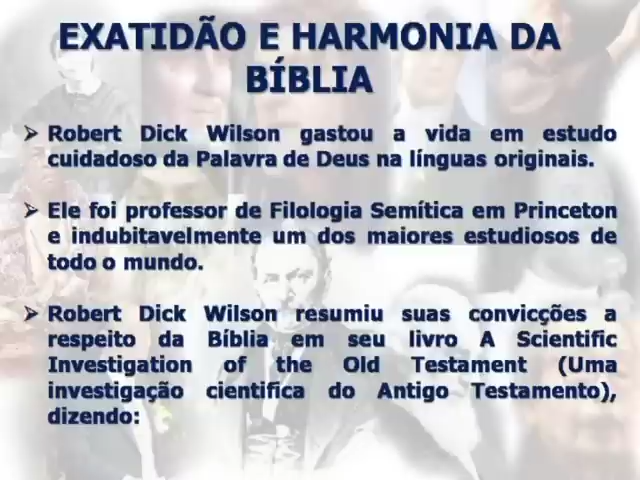 EXATIDÃO E HARMONIA DA
BÍBLIA
➢ Robert Dick Wilson gastou a vida em estudo
cuidadoso da Palavra de Deus na línguas originais.
➢ Ele foi professor de Filologia Semítica em Princeton
e indubitavelmente um dos maiores estudiosos de
todo o mundo.
➢ Robert Dick Wilson resumiu suas convicções a
respeito da Bíblia em seu livro A Scientific
Investigation of the Old Testament (Uma
investigação cientifica do Antigo Testamento),
dizendo: